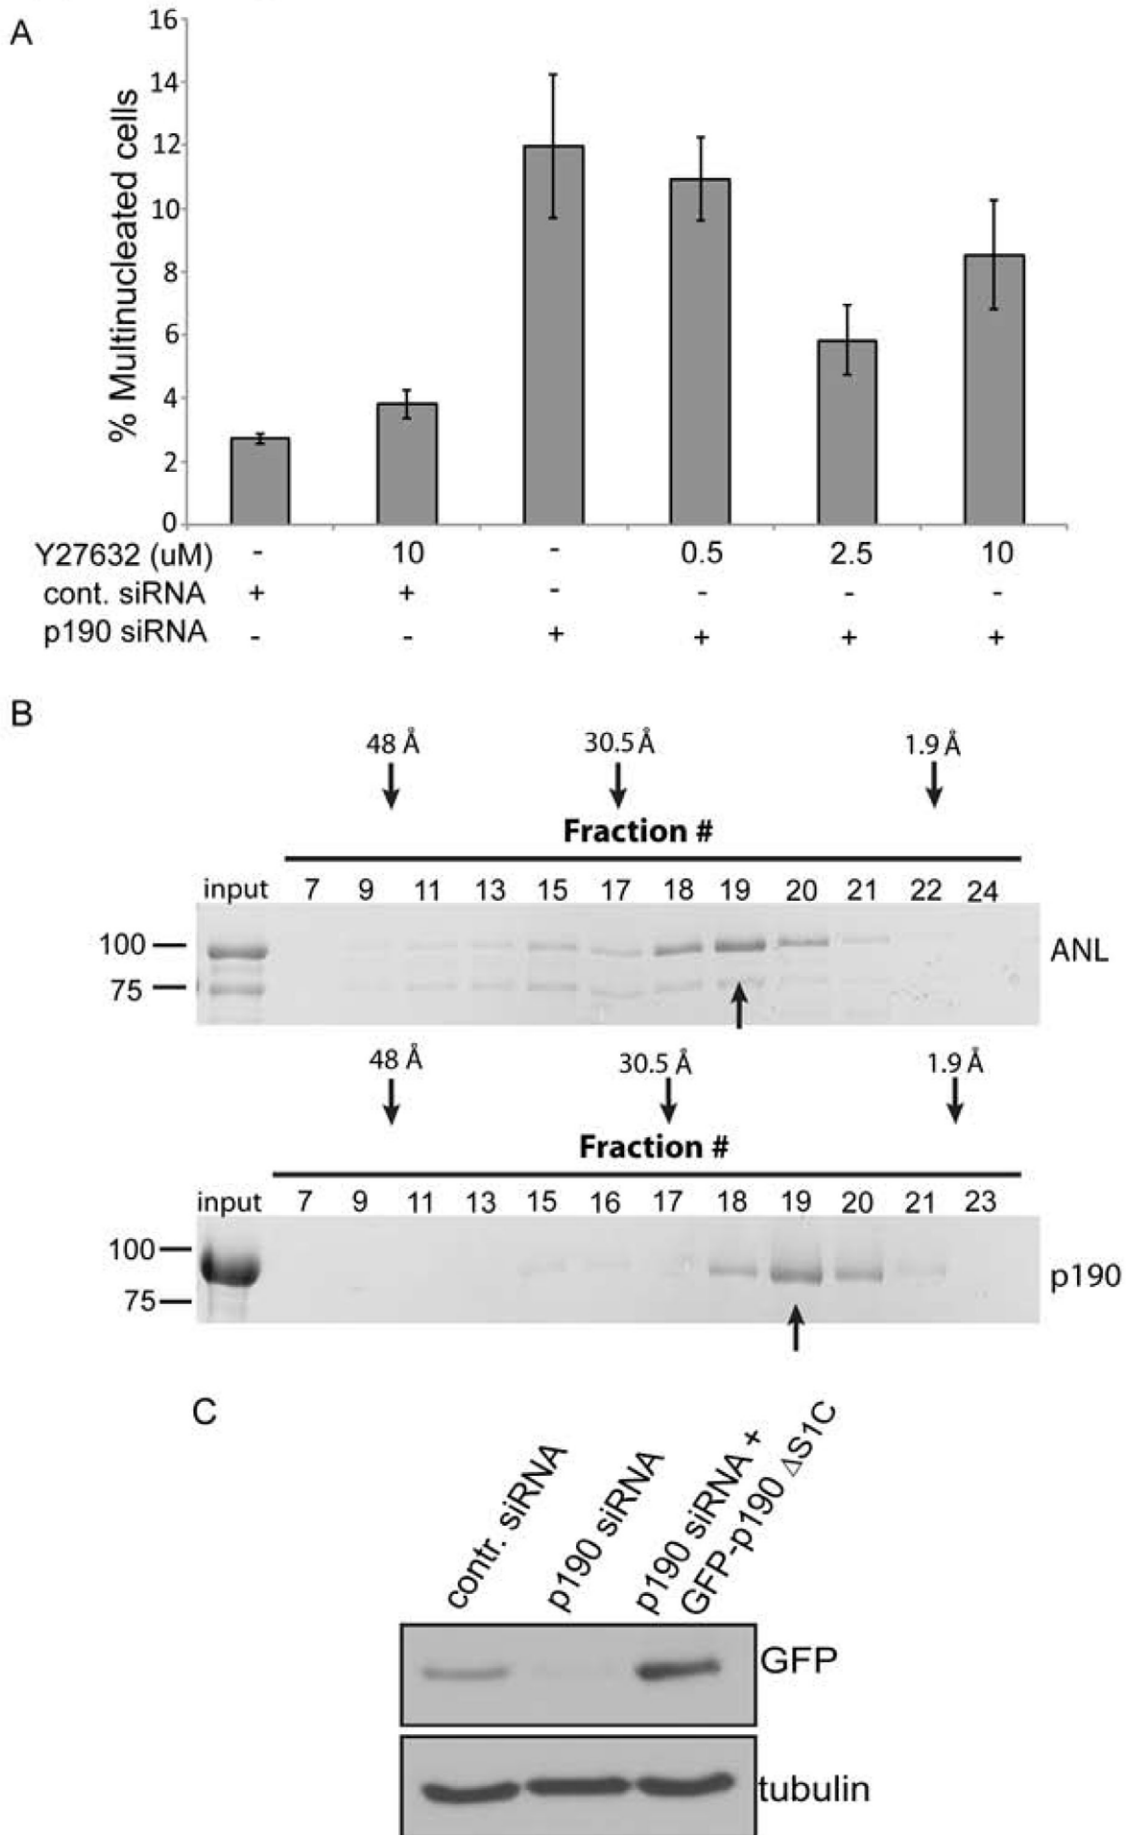 A
16
14
12
10
8
6
4
2
0
% Multinucleated cells
Y27632 (uM) - 10 - 0.5 2.5 10
cont. siRNA + + - - - -
p190 siRNA - - + + + +
B
48 Å 30.5 Å 1.9 Å
Fraction #
input 7 9 11 13 15 17 18 19 20 21 22 24
100
75
ANL
48 Å 30.5 Å 1.9 Å
Fraction #
input 7 9 11 13 15 16 17 18 19 20 21 23
100
75
p190
C
contr. siRNA
p190 siRNA
p190 siRNA +
GFP-p190 ΔS1C
GFP
tubulin